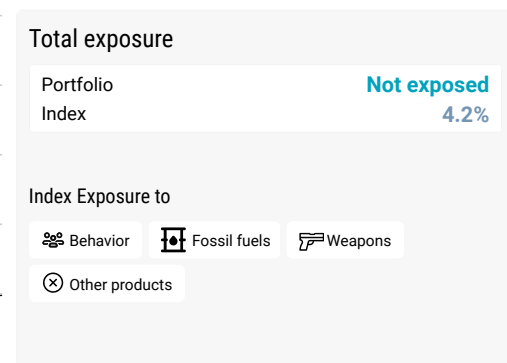 Total exposure
Portfolio Not exposed
Index 4.2%
Index Exposure to
Behavior Fossil fuels Weapons
Other products